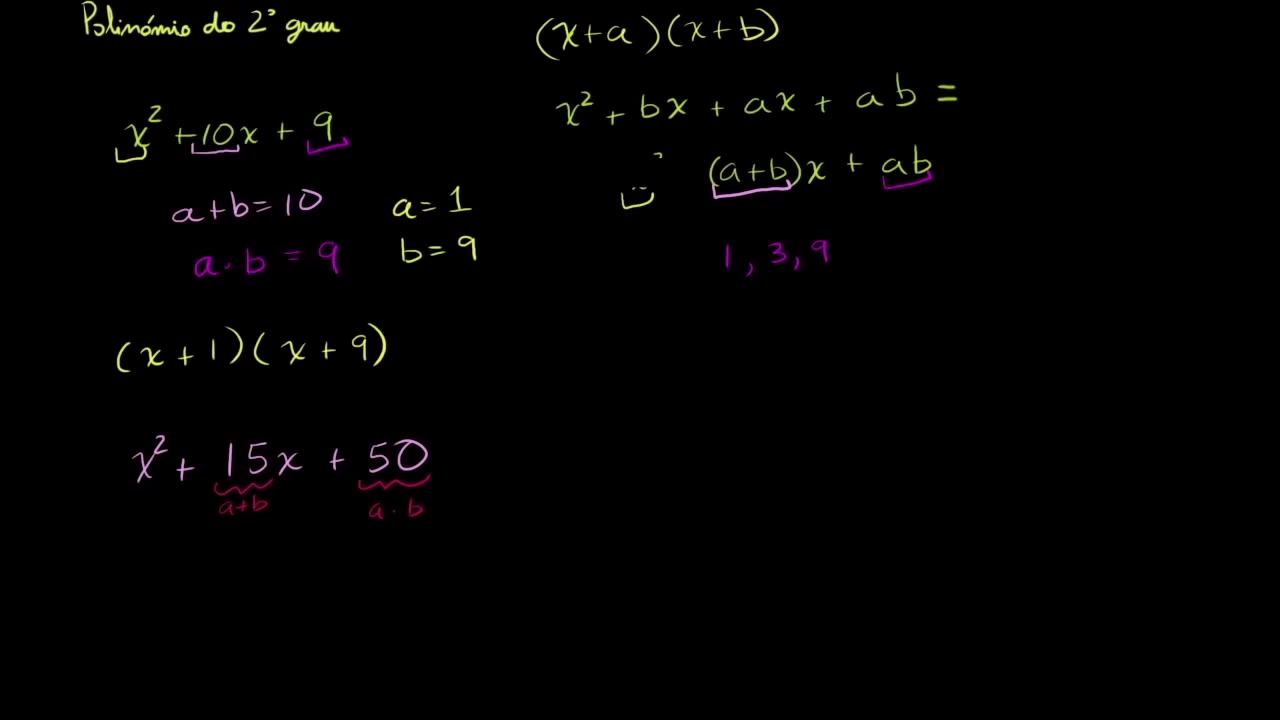 Polinómio do 2º grau
x² + 10x + 9
a+b = 10
a · b = 9
a = 1
b = 9
(x + 1)(x + 9)
x² + 15x + 50
a+b
a · b
(x+a)(x+b)
x² + bx + ax + ab =
(a+b)x + ab
1, 3, 9